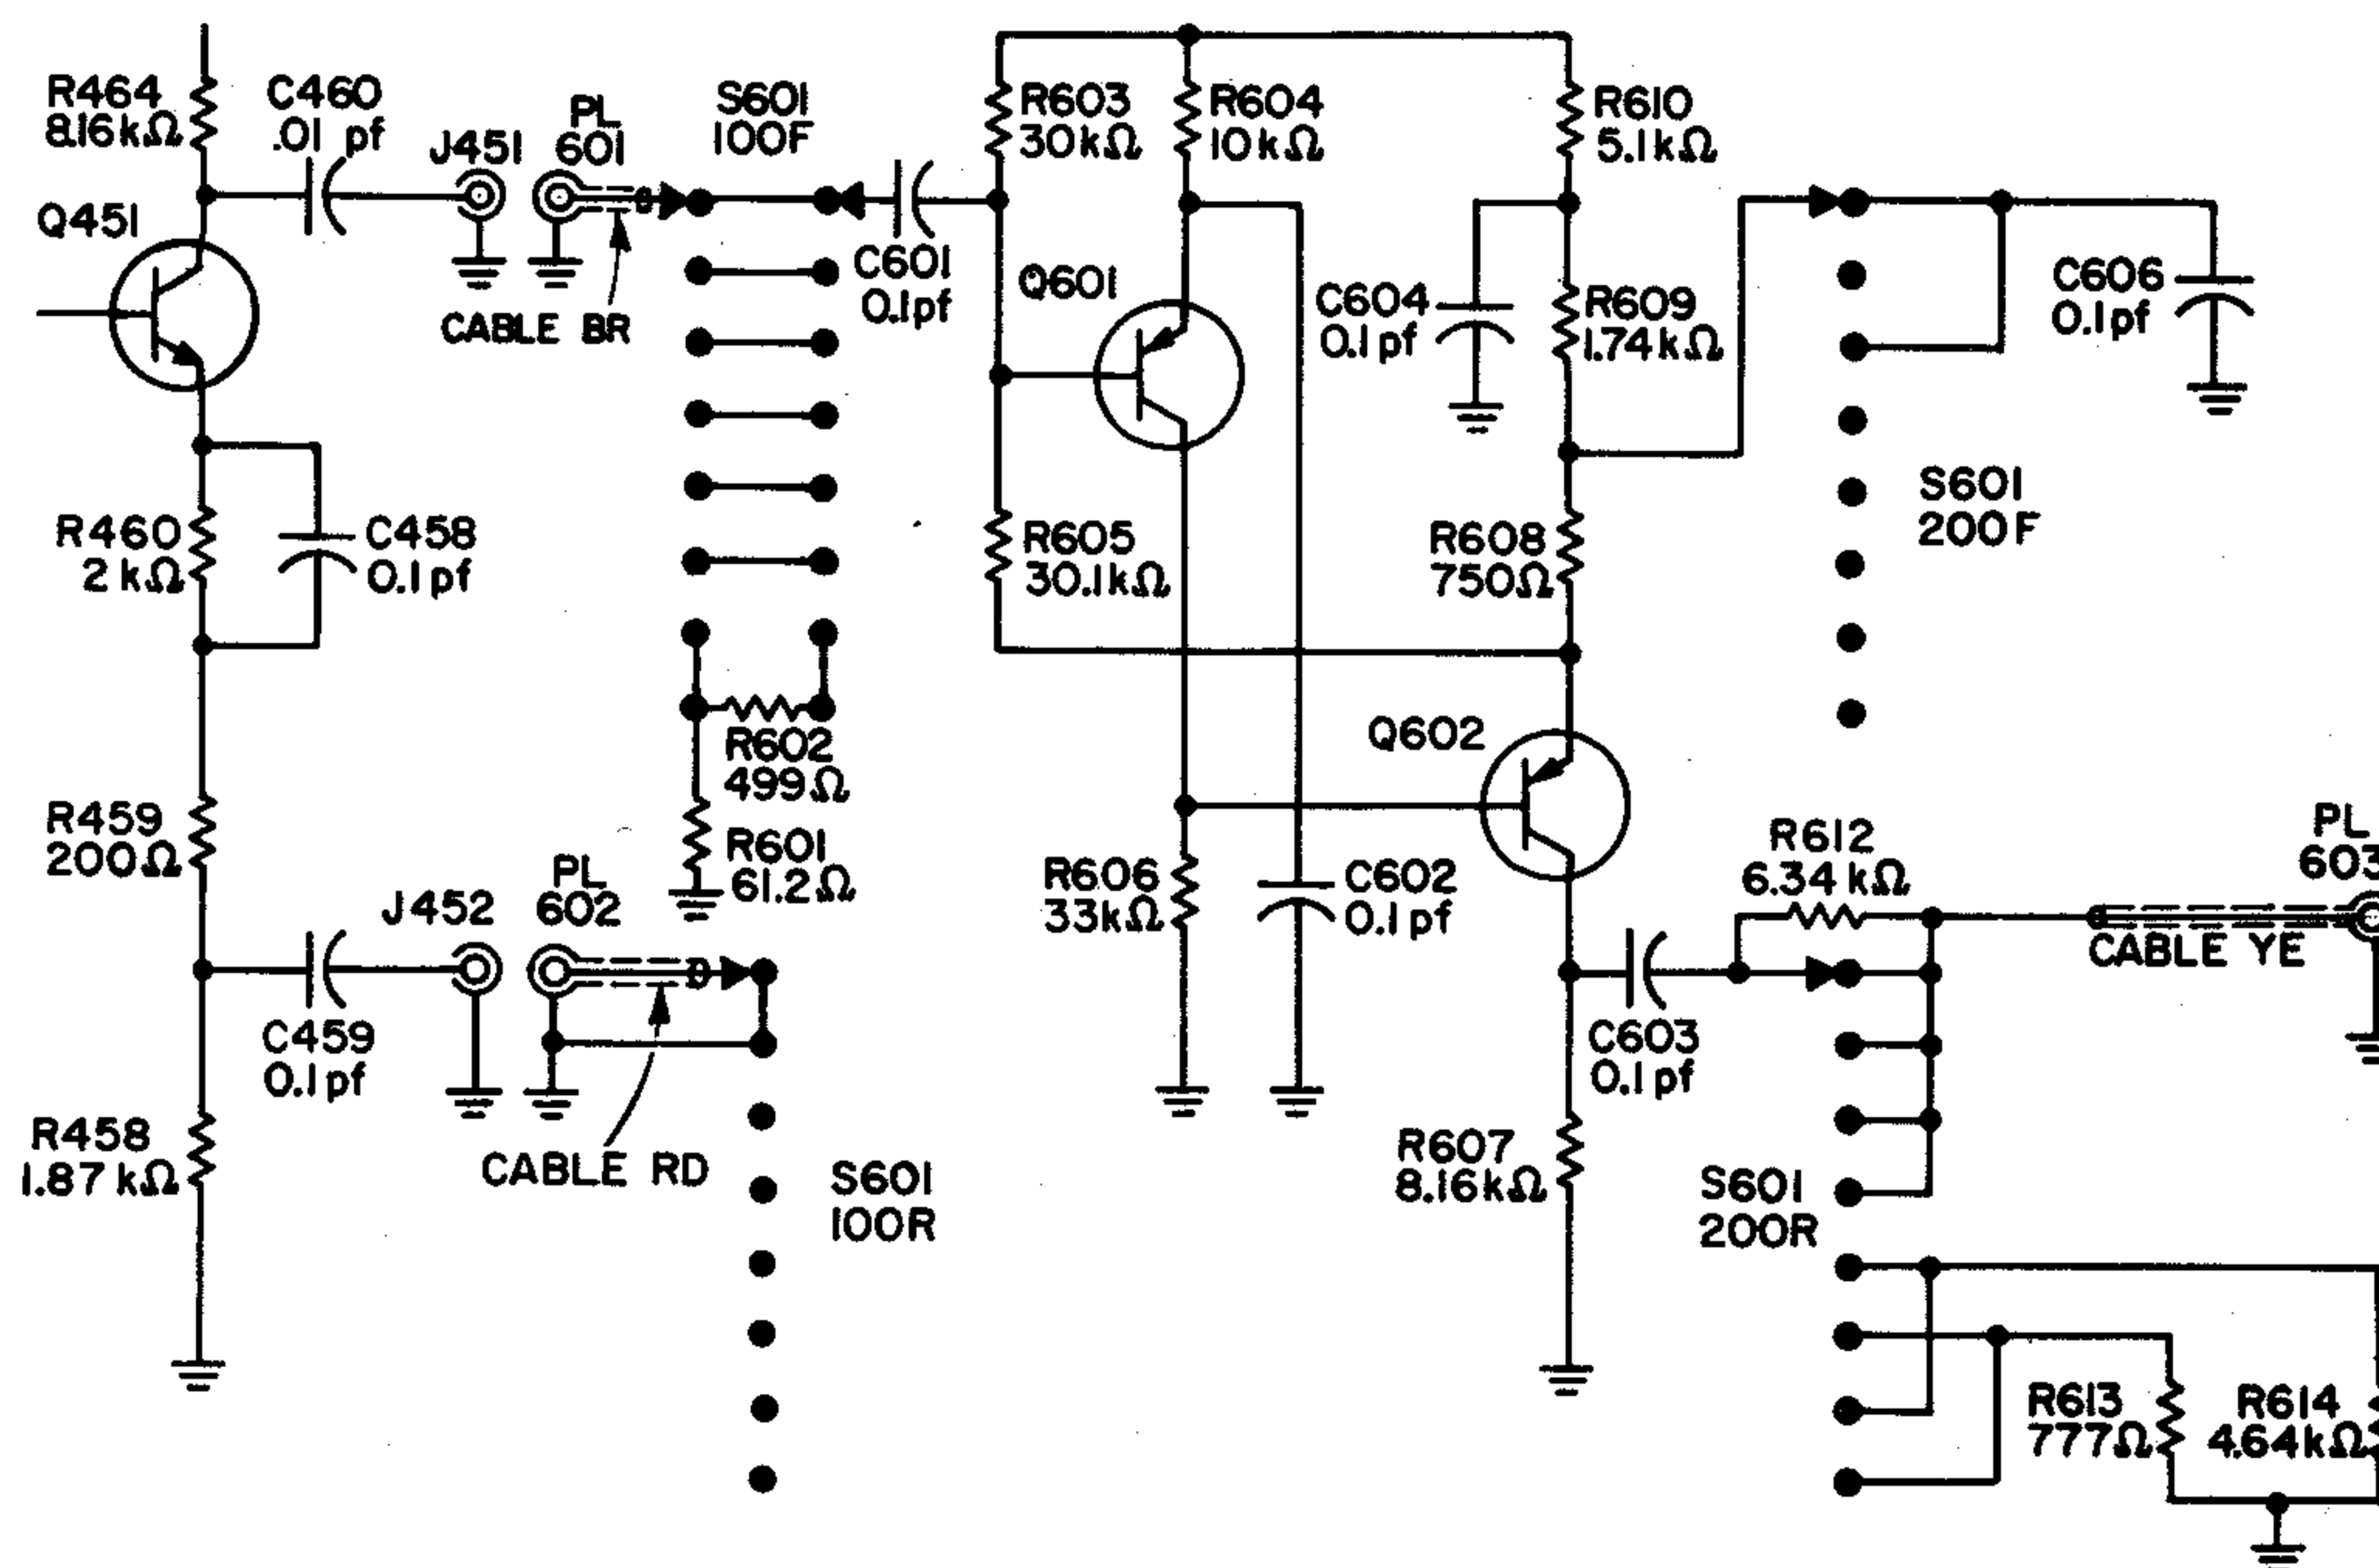 R464
8.16kΩ
C460
.01 pf
J451
PL
601
S601
100F
Q451
CABLE BR
C601
0.1pf
R603
30kΩ
R604
10kΩ
R610
5.1kΩ
Q601
C604
0.1pf
R609
1.74kΩ
C606
0.1pf
R460
2kΩ
C458
0.1pf
R605
30.1kΩ
R608
750Ω
S601
200F
R602
499Ω
Q602
R459
200Ω
J452
PL
602
R601
61.2Ω
R606
33kΩ
C602
0.1pf
R612
6.34kΩ
PL
603
CABLE YE
C459
0.1pf
C603
0.1pf
R458
1.87kΩ
CABLE RD
S601
100R
R607
8.16kΩ
S601
200R
R613
777Ω
R614
4.64kΩ